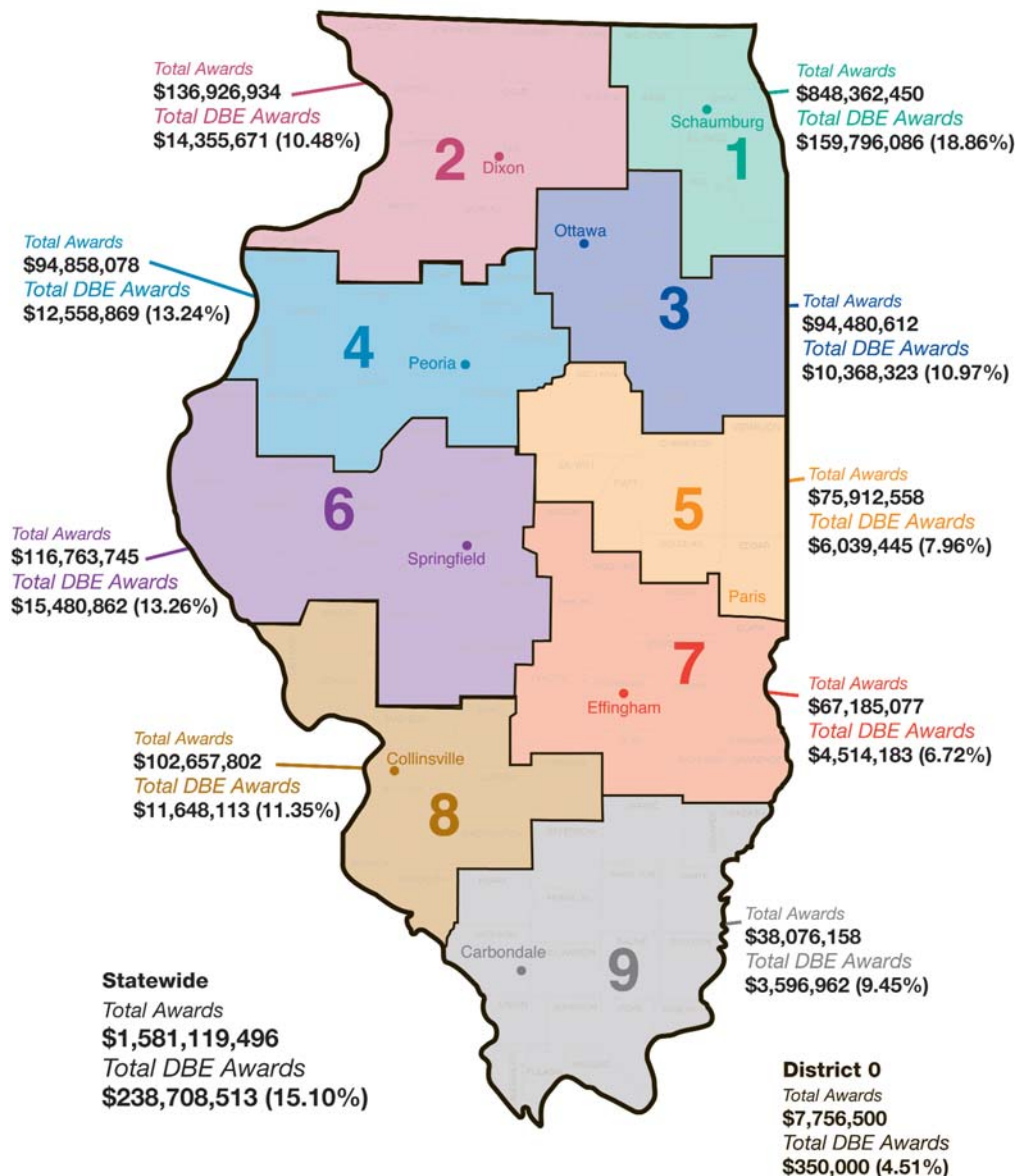 Total Awards
$136,926,934
Total DBE Awards
$14,355,671 (10.48%)
2
Dixon
Total Awards
$848,362,450
Total DBE Awards
$159,796,086 (18.86%)
Schaumburg
1
Total Awards
$94,858,078
Total DBE Awards
$12,558,869 (13.24%)
4
Peoria
Ottawa
3
Total Awards
$94,480,612
Total DBE Awards
$10,368,323 (10.97%)
Total Awards
$116,763,745
Total DBE Awards
$15,480,862 (13.26%)
6
Springfield
5
Paris
Total Awards
$75,912,558
Total DBE Awards
$6,039,445 (7.96%)
7
Effingham
Total Awards
$67,185,077
Total DBE Awards
$4,514,183 (6.72%)
Total Awards
$102,657,802
Total DBE Awards
$11,648,113 (11.35%)
Collinsville
8
Carbondale
9
Total Awards
$38,076,158
Total DBE Awards
$3,596,962 (9.45%)
Statewide
Total Awards
$1,581,119,496
Total DBE Awards
$238,708,513 (15.10%)
District 0
Total Awards
$7,756,500
Total DBE Awards
$350,000 (4.51%)